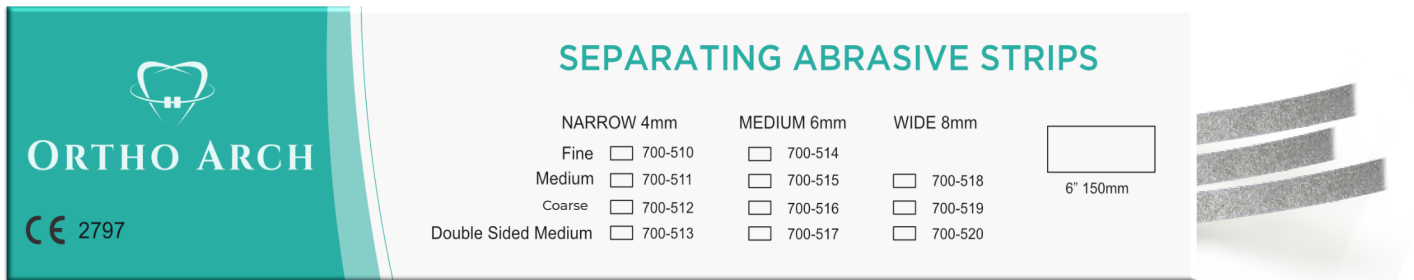 ORTHO ARCH
CE 2797
SEPARATING ABRASIVE STRIPS
NARROW 4mm MEDIUM 6mm WIDE 8mm
Fine 700-510 700-514
Medium 700-511 700-515 700-518
Coarse 700-512 700-516 700-519
Double Sided Medium 700-513 700-517 700-520
6” 150mm